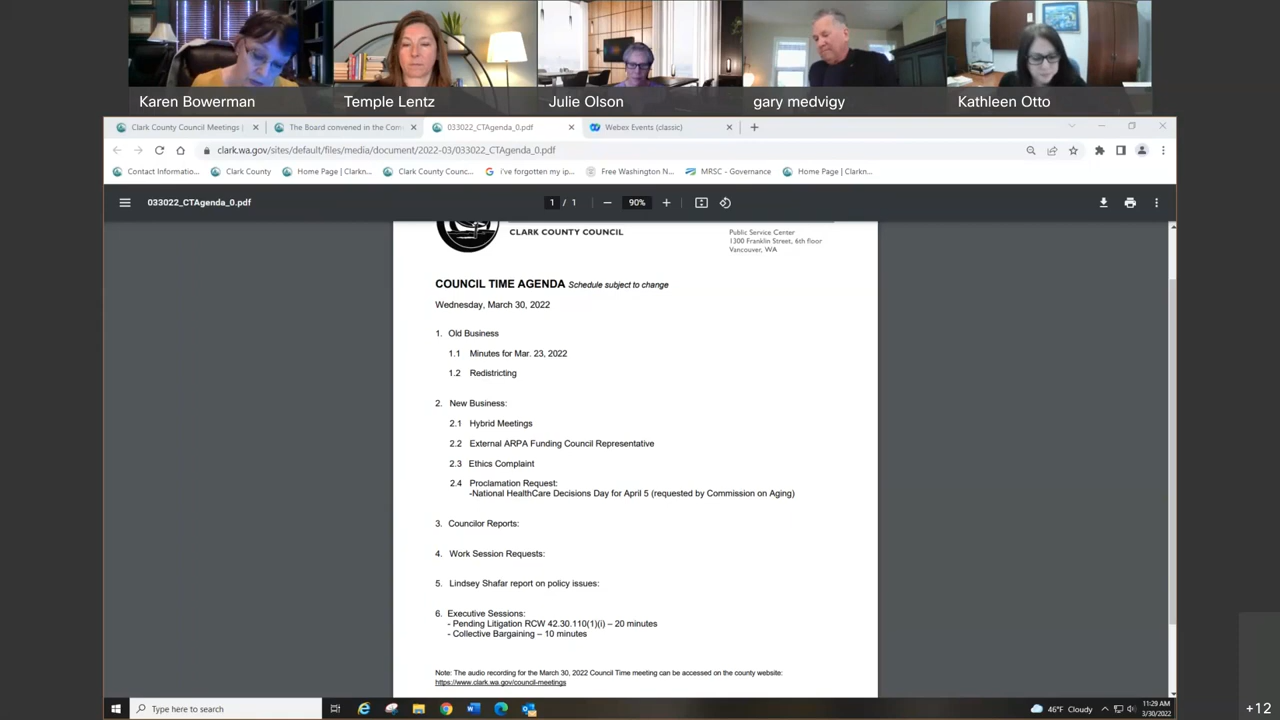 Karen Bowerman
Temple Lentz
Julie Olson
gary medvigy
Kathleen Otto
Clark County Council Meetings |
The Board convened in the Com
033022_CTAgenda_0.pdf
Webex Events (classic)
clark.wa.gov/sites/default/files/media/document/2022-03/033022_CTAgenda_0.pdf
Contact Informatio...
Clark County
Home Page | Clarkn...
Clark County Counc...
i've forgotten my ip...
Free Washington N...
MRSC - Governance
Home Page | Clarkn...
033022_CTAgenda_0.pdf
1 / 1
90%
CLARK COUNTY COUNCIL
Public Service Center
1300 Franklin Street, 6th floor
Vancouver, WA
COUNCIL TIME AGENDA Schedule subject to change
Wednesday, March 30, 2022
1. Old Business
1.1 Minutes for Mar. 23, 2022
1.2 Redistricting
2. New Business:
2.1 Hybrid Meetings
2.2 External ARPA Funding Council Representative
2.3 Ethics Complaint
2.4 Proclamation Request:
-National HealthCare Decisions Day for April 5 (requested by Commission on Aging)
3. Councilor Reports:
4. Work Session Requests:
5. Lindsey Shafar report on policy issues:
6. Executive Sessions:
- Pending Litigation RCW 42.30.110(1)(i) – 20 minutes
- Collective Bargaining – 10 minutes
Note: The audio recording for the March 30, 2022 Council Time meeting can be accessed on the county website:
https://www.clark.wa.gov/council-meetings
Type here to search
46°F Cloudy
11:29 AM
3/30/2022
+12